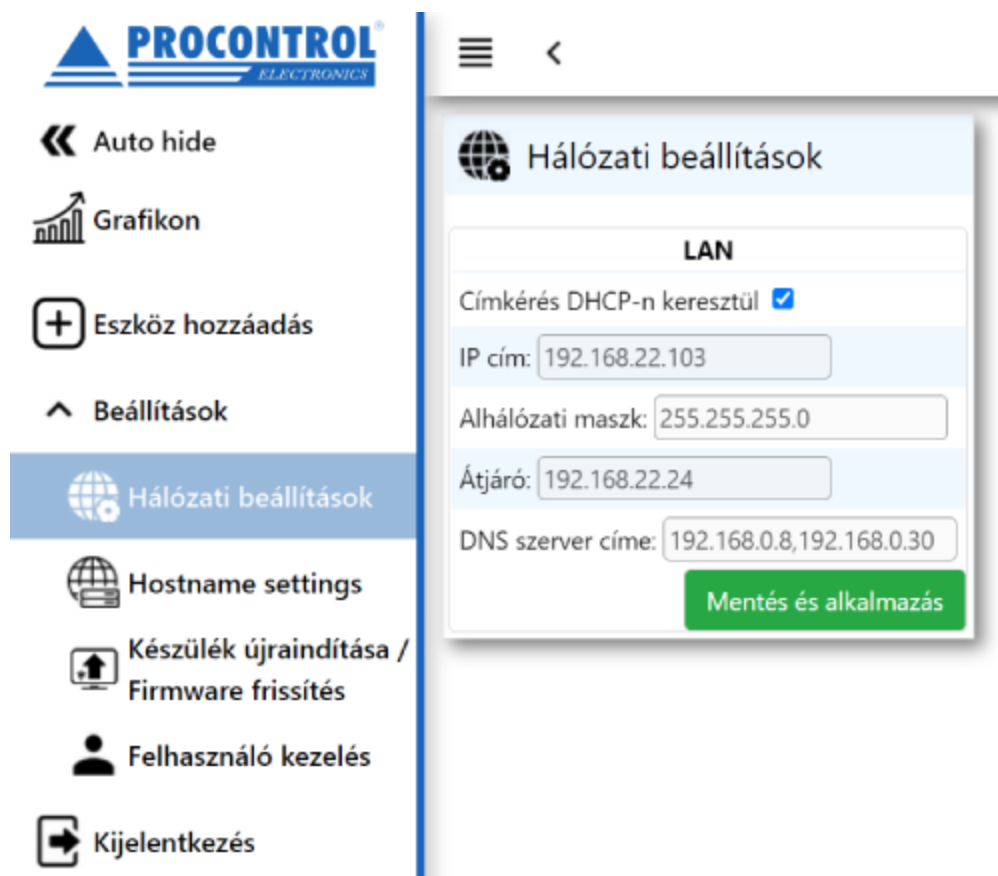 PROCONTROL®
ELECTRONICS
Auto hide
Grafikon
Eszköz hozzáadás
Beállítások
Hálózati beállítások
Hostname settings
Készülék újraindítása /
Firmware frissítés
Felhasználó kezelés
Kijelentkezés
Hálózati beállítások
LAN
Címkérés DHCP-n keresztül
IP cím: 192.168.22.103
Alhálózati maszk: 255.255.255.0
Átjáró: 192.168.22.24
DNS szerver címe: 192.168.0.8,192.168.0.30
Mentés és alkalmazás